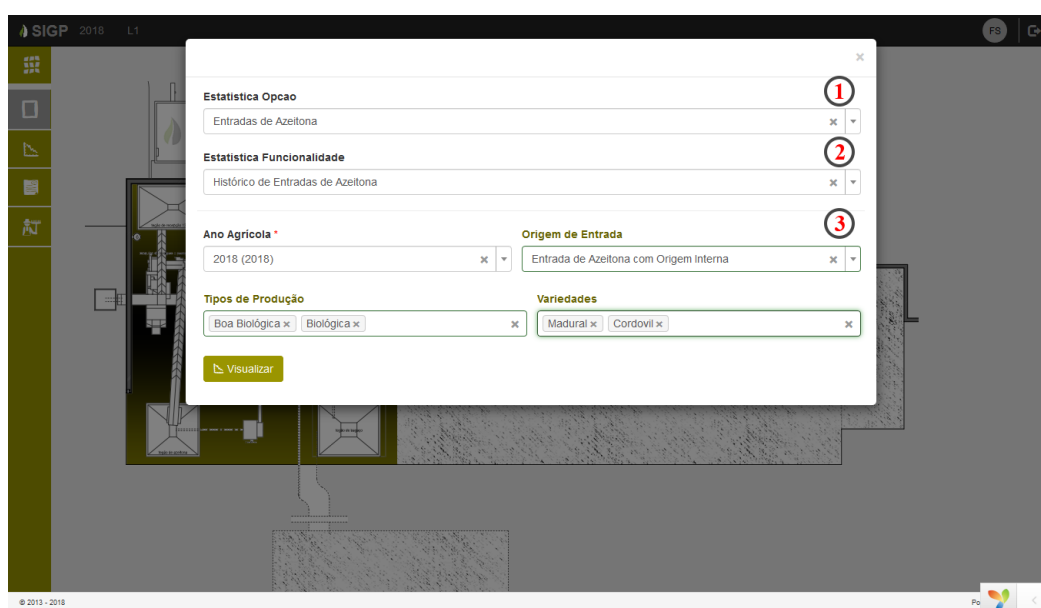 SIGP 2018 L1 FS
×
Estatistica Opcao
1
Entradas de Azeitona
Estatistica Funcionalidade
2
Histórico de Entradas de Azeitona
3
Ano Agrícola * Origem de Entrada
2018 (2018) Entrada de Azeitona com Origem Interna
Tipos de Produção Variedades
Boa Biológica × Biológica × Madural × Cordovil ×
Visualizar
© 2013 - 2018 Po